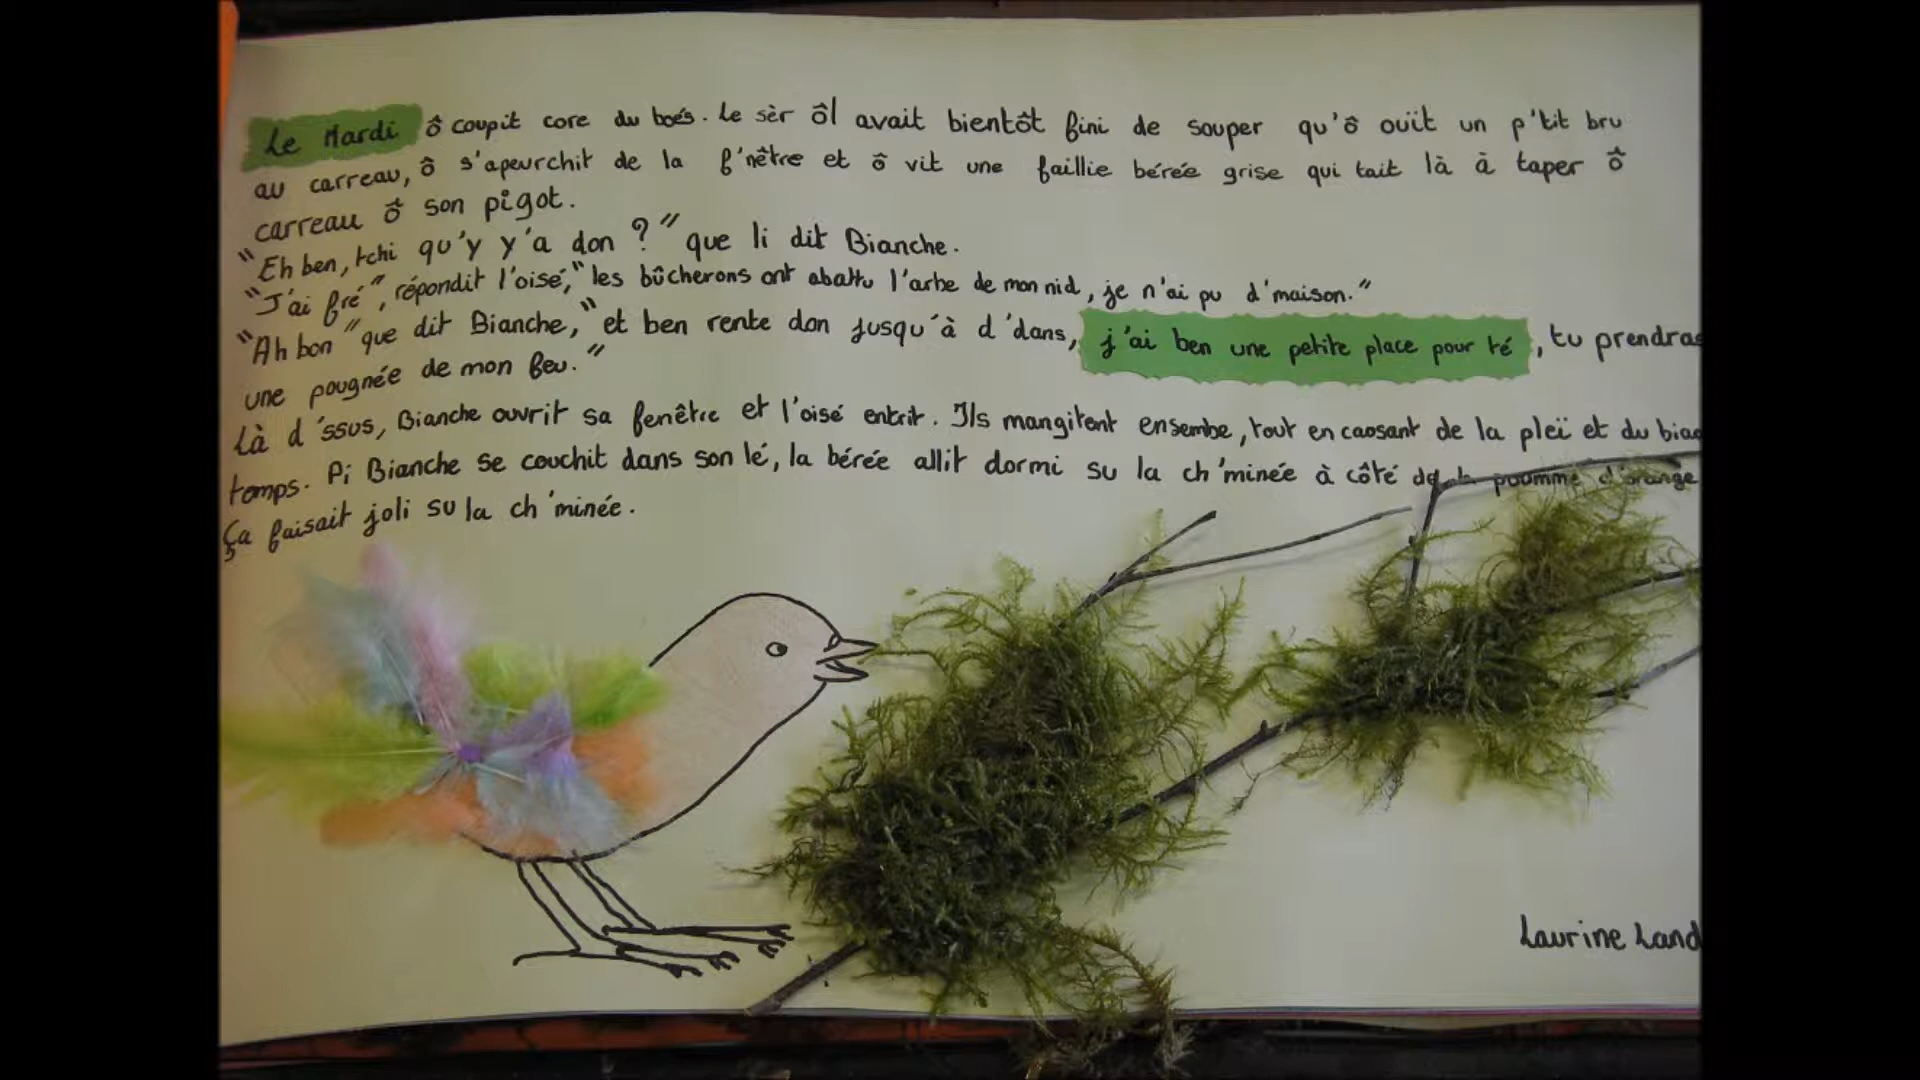 Le Mardi ô coupit core du boés. Le sèr ôl avait bientôt fini de souper qu'ô ouït un p'tit bru
au carreau, ô s'apeurchit de la f'nêtre et ô vit une faillie bérée grise qui tait là à taper ô
carreau ô son pigot.
"Eh ben, tchi qu'y y'a don ?" que li dit Bianche.
"J'ai fré", répondit l'oisé, "les bûcherons ont abattu l'arbe de mon nid, je n'ai pu d'maison."
"Ah bon" que dit Bianche, "et ben rente don jusqu'à d'dans, j'ai ben une petite place pour té, tu prendras
une pougnée de mon feu."
Là d'ssus, Bianche ouvrit sa fenêtre et l'oisé entrit. Ils mangitent ensembe, tout en caosant de la pleï et du biao
temps. Pi Bianche se couchit dans son lé, la bérée allit dormi su la ch'minée à côté de la poumme d'orange
Ça faisait joli su la ch'minée.
Laurine Land